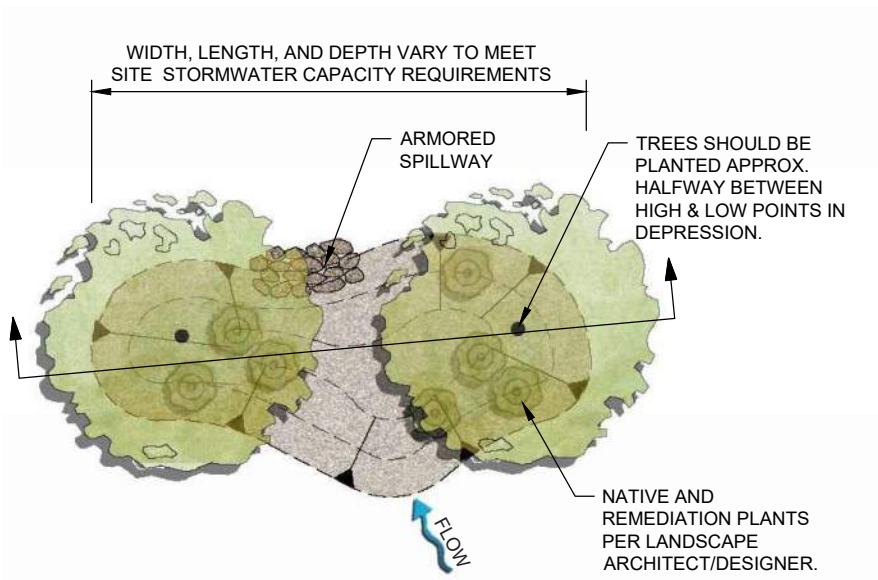 WIDTH, LENGTH, AND DEPTH VARY TO MEET
SITE STORMWATER CAPACITY REQUIREMENTS
ARMORED
SPILLWAY
TREES SHOULD BE
PLANTED APPROX.
HALFWAY BETWEEN
HIGH & LOW POINTS IN
DEPRESSION.
NATIVE AND
REMEDIATION PLANTS
PER LANDSCAPE
ARCHITECT/DESIGNER.
FLOW